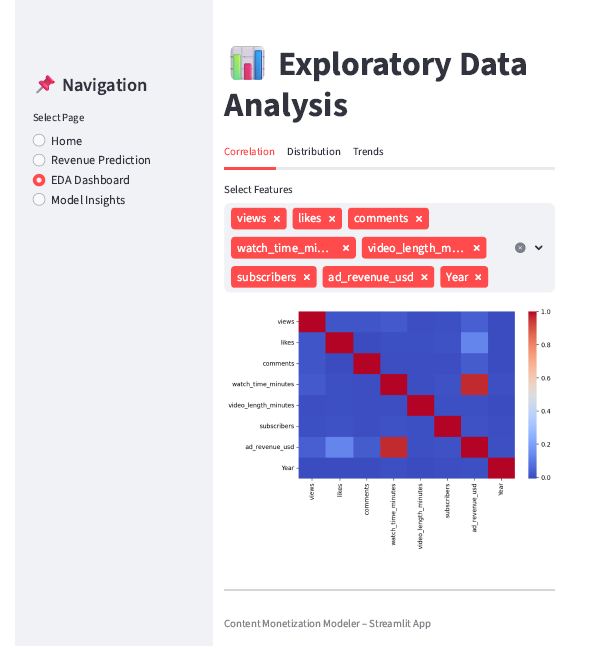 Navigation
Select Page
Home
Revenue Prediction
EDA Dashboard
Model Insights
Exploratory Data
Analysis
Correlation Distribution Trends
Select Features
views × likes × comments ×
watch_time_mi... × video_length_m... ×
subscribers × ad_revenue_usd × Year ×
views
likes
comments
watch_time_minutes
video_length_minutes
subscribers
ad_revenue_usd
Year
views
likes
comments
watch_time_minutes
video_length_minutes
subscribers
ad_revenue_usd
Year
1.0
0.8
0.6
0.4
0.2
0.0
Content Monetization Modeler – Streamlit App